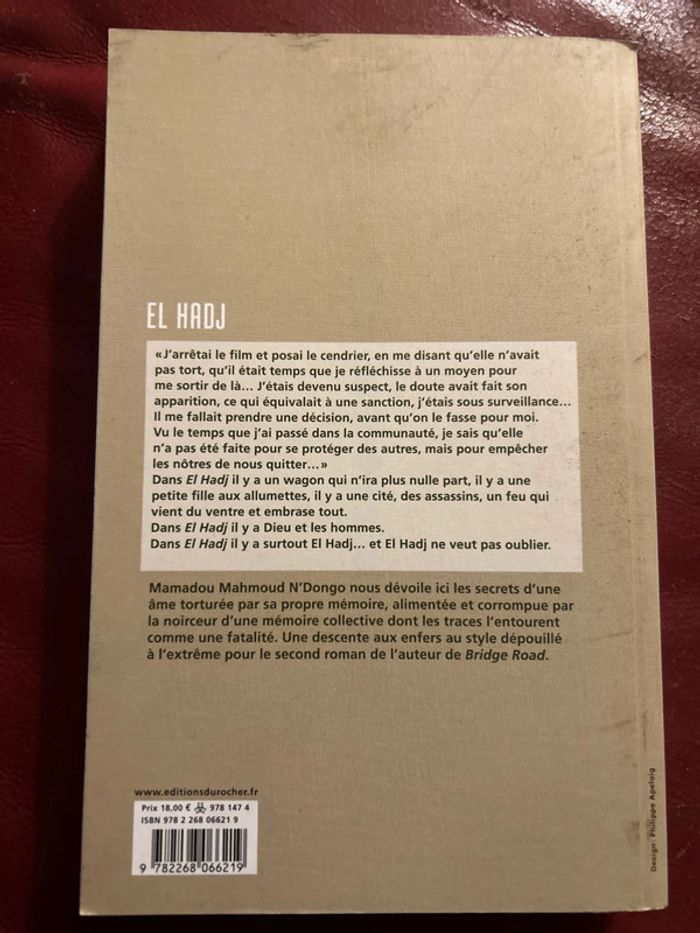 EL HADJ
«J'arrêtai le film et posai le cendrier, en me disant qu'elle n'avait
pas tort, qu'il était temps que je réfléchisse à un moyen pour
me sortir de là... J'étais devenu suspect, le doute avait fait son
apparition, ce qui équivalait à une sanction, j'étais sous surveillance...
Il me fallait prendre une décision, avant qu'on le fasse pour moi.
Vu le temps que j'ai passé dans la communauté, je sais qu'elle
n'a pas été faite pour se protéger des autres, mais pour empêcher
les nôtres de nous quitter...»
Dans El Hadj il y a un wagon qui n'ira plus nulle part, il y a une
petite fille aux allumettes, il y a une cité, des assassins, un feu qui
vient du ventre et embrase tout.
Dans El Hadj il y a Dieu et les hommes.
Dans El Hadj il y a surtout El Hadj... et El Hadj ne veut pas oublier.
Mamadou Mahmoud N'Dongo nous dévoile ici les secrets d'une
âme torturée par sa propre mémoire, alimentée et corrompue par
la noirceur d'une mémoire collective dont les traces l'entourent
comme une fatalité. Une descente aux enfers au style dépouillé
à l'extrême pour le second roman de l'auteur de Bridge Road.
www.editionsdurocher.fr
Prix 18,00 € 978 147 4
ISBN 978 2 268 06621 9
9 782268 066219
Design: Philippe Apeloig